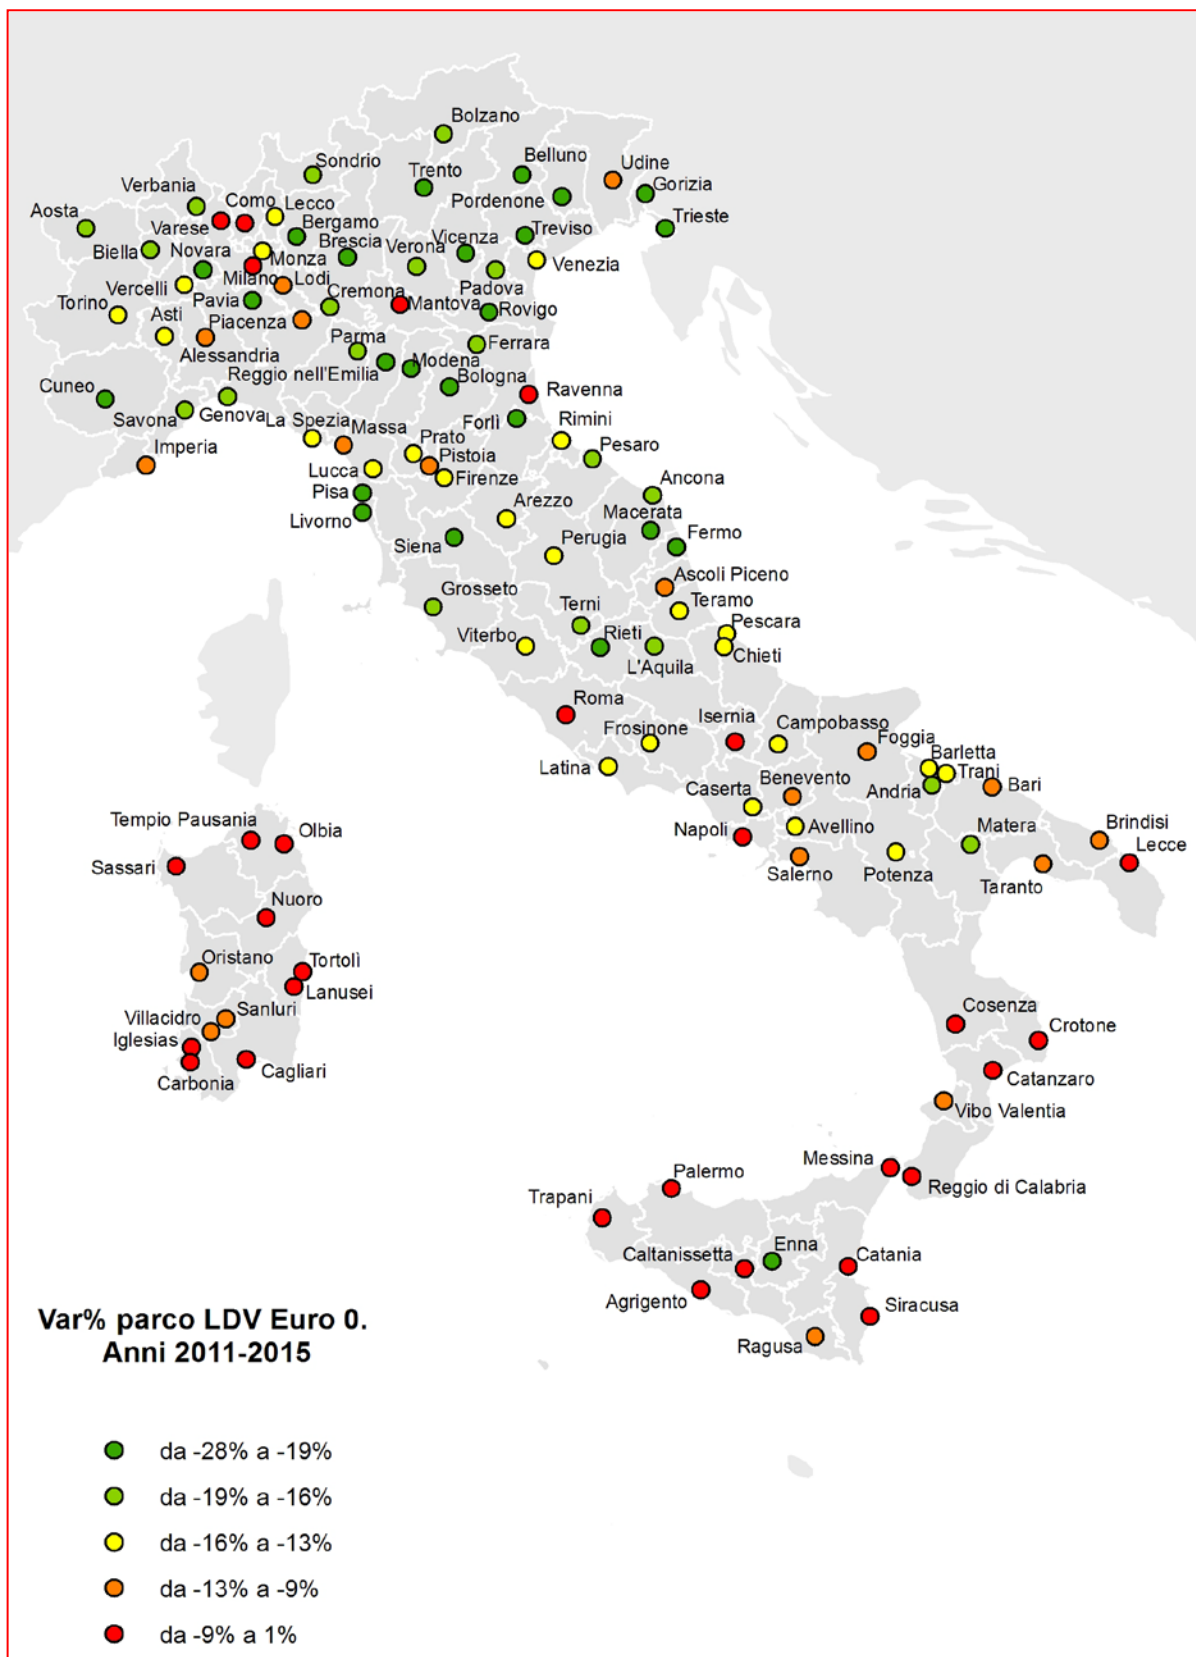 Bolzano
Sondrio
Trento
Belluno
Udine
Verbania
Pordenone
Gorizia
Aosta
Como
Lecco
Varese
Bergamo
Treviso
Trieste
Biella
Novara
Brescia
Verona
Vicenza
Monza
Venezia
Vercelli
Milano
Lodi
Padova
Torino
Pavia
Cremona
Mantova
Rovigo
Asti
Piacenza
Parma
Ferrara
Alessandria
Modena
Reggio nell'Emilia
Bologna
Cuneo
Ravenna
Savona
Genova
La Spezia
Massa
Forlì
Rimini
Imperia
Prato
Pesaro
Pistoia
Lucca
Firenze
Pisa
Ancona
Livorno
Arezzo
Macerata
Siena
Perugia
Fermo
Ascoli Piceno
Grosseto
Terni
Teramo
Viterbo
Rieti
Pescara
L'Aquila
Chieti
Roma
Isernia
Frosinone
Campobasso
Foggia
Latina
Barletta
Trani
Benevento
Andria
Bari
Caserta
Napoli
Avellino
Matera
Brindisi
Tempio Pausania
Olbia
Lecce
Sassari
Salerno
Potenza
Taranto
Nuoro
Oristano
Tortolì
Lanusei
Villacidro
Sanluri
Iglesias
Cosenza
Crotone
Carbonia
Cagliari
Catanzaro
Vibo Valentia
Messina
Palermo
Reggio di Calabria
Trapani
Enna
Caltanissetta
Catania
Agrigento
Siracusa
Ragusa
Var% parco LDV Euro 0.
Anni 2011-2015
da -28% a -19%
da -19% a -16%
da -16% a -13%
da -13% a -9%
da -9% a 1%